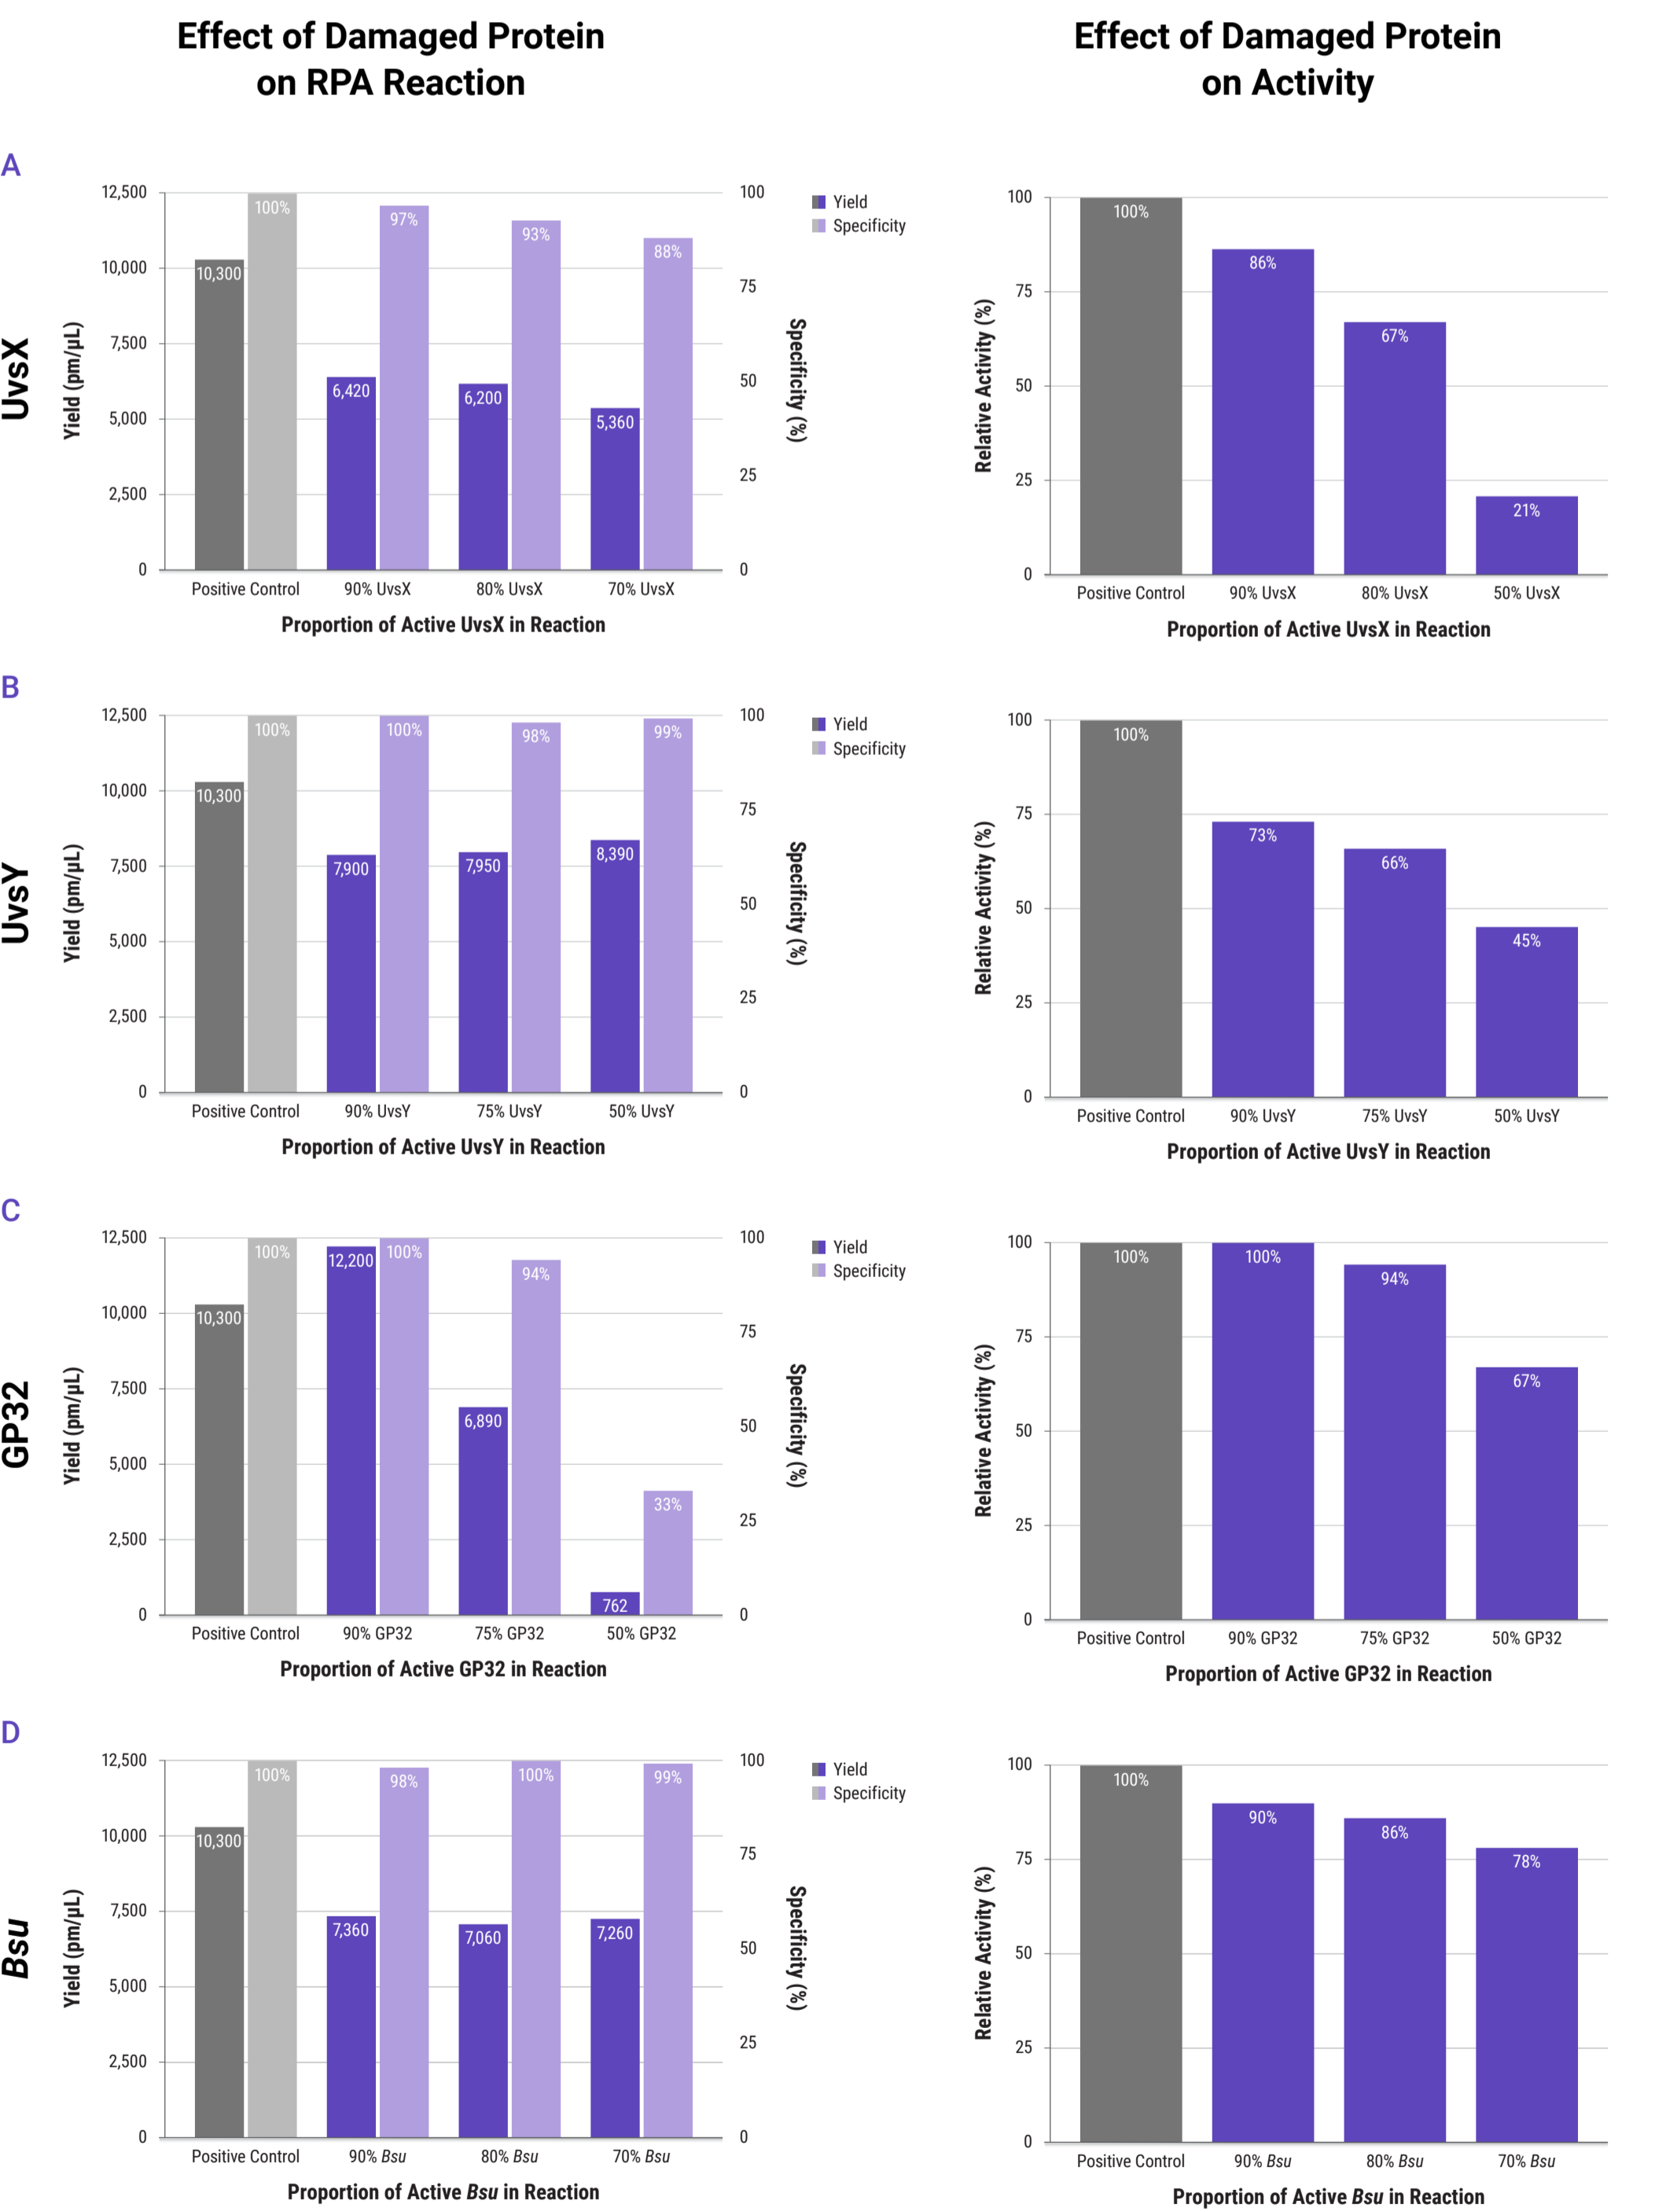 Effect of Damaged Protein
on RPA Reaction
Effect of Damaged Protein
on Activity
A
UvsX
Yield (pm/µL)
12,500
10,000
7,500
5,000
2,500
0
100
75
50
25
0
Specificity (%)
Yield
Specificity
10,300
100%
6,420
97%
6,200
93%
5,360
88%
Positive Control
90% UvsX
80% UvsX
70% UvsX
Proportion of Active UvsX in Reaction
Relative Activity (%)
100
75
50
25
0
100%
86%
67%
21%
Positive Control
90% UvsX
80% UvsX
50% UvsX
Proportion of Active UvsX in Reaction
B
UvsY
Yield (pm/µL)
12,500
10,000
7,500
5,000
2,500
0
100
75
50
25
0
Specificity (%)
Yield
Specificity
10,300
100%
7,900
100%
7,950
98%
8,390
99%
Positive Control
90% UvsY
75% UvsY
50% UvsY
Proportion of Active UvsY in Reaction
Relative Activity (%)
100
75
50
25
0
100%
73%
66%
45%
Positive Control
90% UvsY
75% UvsY
50% UvsY
Proportion of Active UvsY in Reaction
C
GP32
Yield (pm/µL)
12,500
10,000
7,500
5,000
2,500
0
100
75
50
25
0
Specificity (%)
Yield
Specificity
10,300
100%
12,200
100%
6,890
94%
762
33%
Positive Control
90% GP32
75% GP32
50% GP32
Proportion of Active GP32 in Reaction
Relative Activity (%)
100
75
50
25
0
100%
100%
94%
67%
Positive Control
90% GP32
75% GP32
50% GP32
Proportion of Active GP32 in Reaction
D
Bsu
Yield (pm/µL)
12,500
10,000
7,500
5,000
2,500
0
100
75
50
25
0
Specificity (%)
Yield
Specificity
10,300
100%
7,360
98%
7,060
100%
7,260
99%
Positive Control
90% Bsu
80% Bsu
70% Bsu
Proportion of Active Bsu in Reaction
Relative Activity (%)
100
75
50
25
0
100%
90%
86%
78%
Positive Control
90% Bsu
80% Bsu
70% Bsu
Proportion of Active Bsu in Reaction